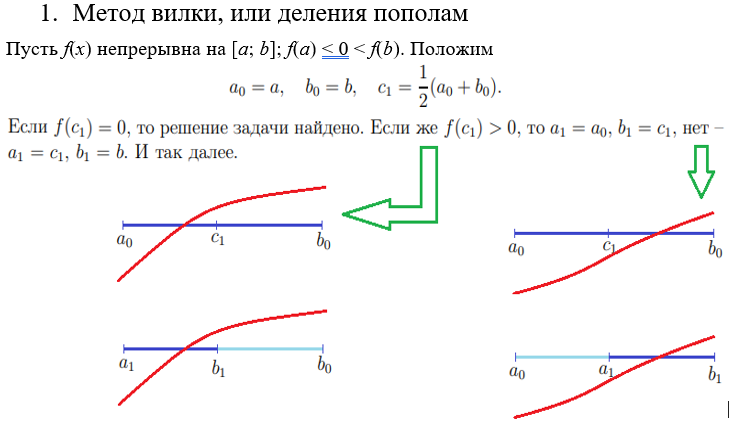 1. Метод вилки, или деления пополам
Пусть f(x) непрерывна на [a; b]; f(a) < 0 < f(b). Положим
a₀ = a, b₀ = b, c₁ = 1/2(a₀ + b₀).
Если f(c₁) = 0, то решение задачи найдено. Если же f(c₁) > 0, то a₁ = a₀, b₁ = c₁, нет –
a₁ = c₁, b₁ = b. И так далее.
a₀ c₁ b₀
a₀ c₁ b₀
a₁ b₁ b₀
a₀ a₁ b₁